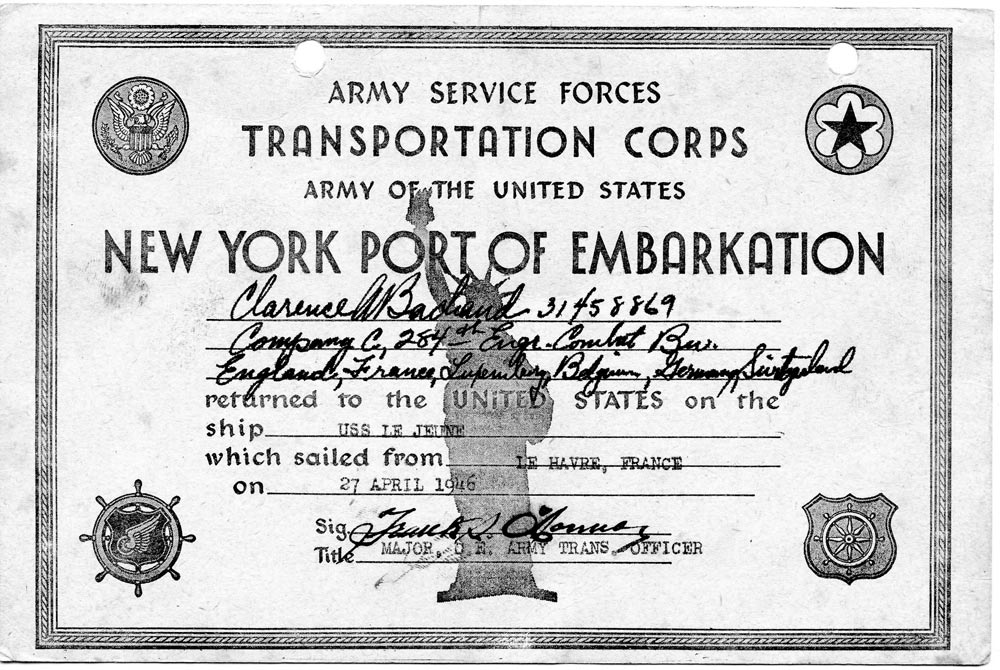 ARMY SERVICE FORCES
TRANSPORTATION CORPS
ARMY OF THE UNITED STATES
NEW YORK PORT OF EMBARKATION
Clarence A 31458869
Company C, 284th Engr. Combat Bn.
England, France, Luxemburg, Belgium, Germany,
returned to the UNITED STATES on the
ship USS LE JEUNE
which sailed from LE HAVRE, FRANCE
on 27 APRIL 1946
Sig. Frank S.
Title MAJOR, ARMY TRANS. OFFICER